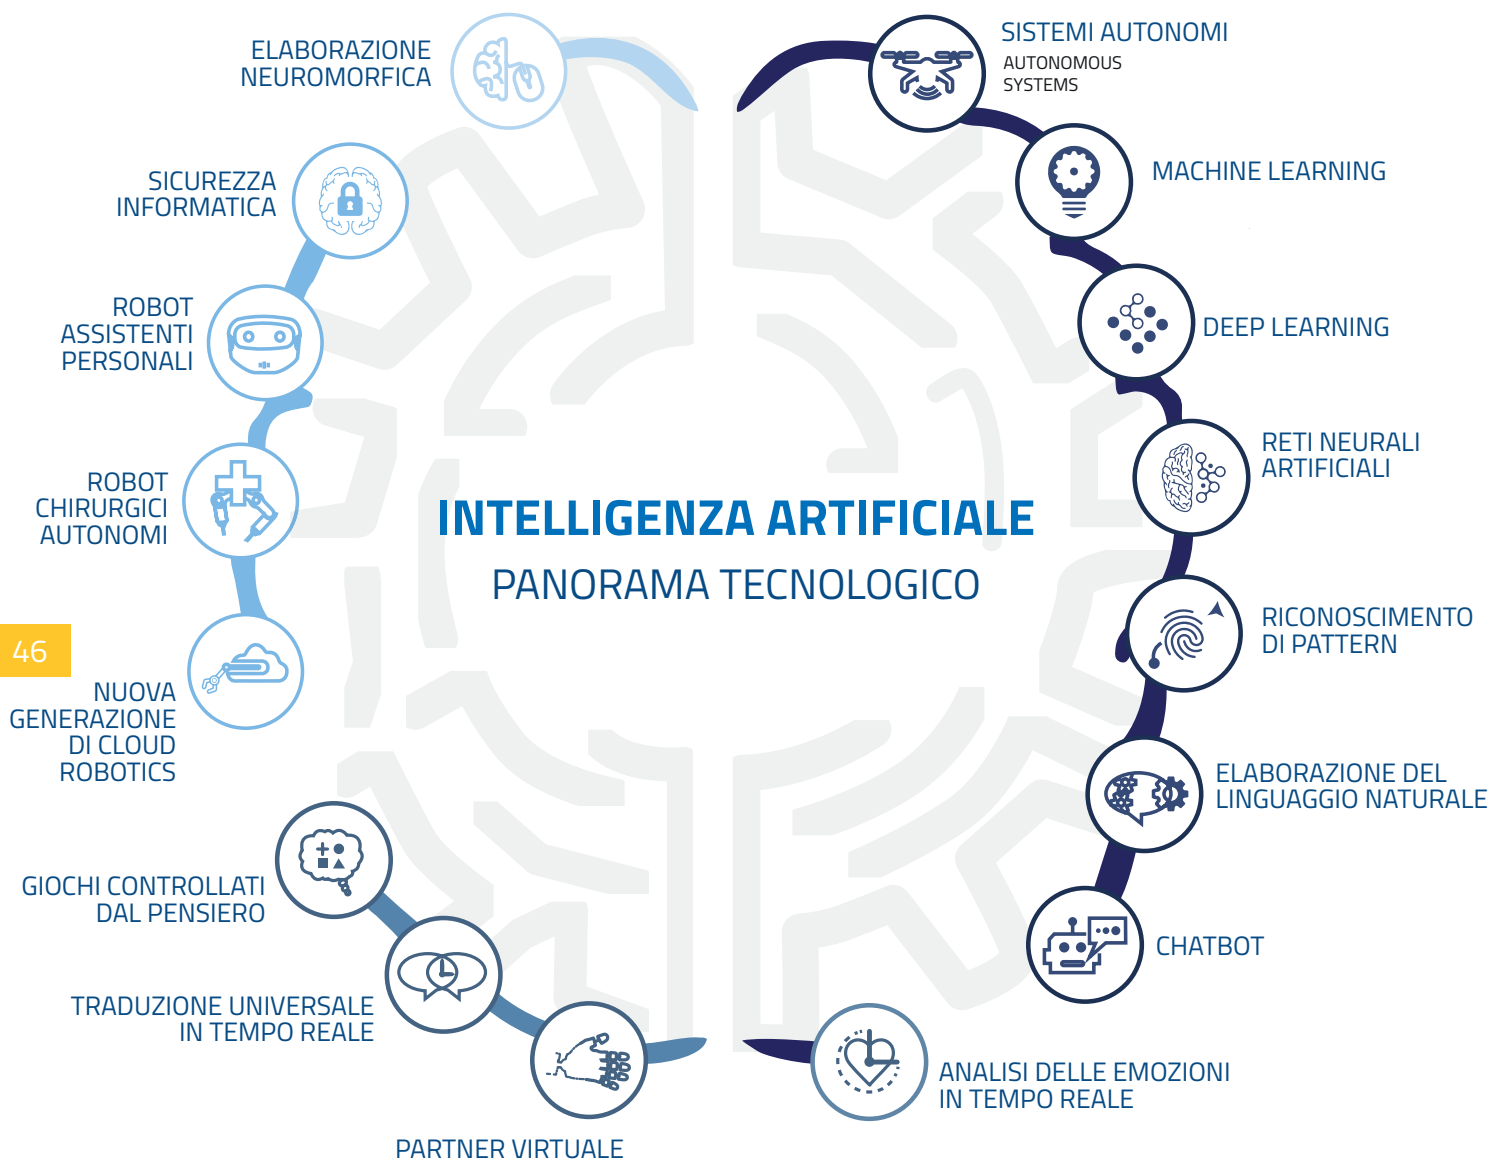 ELABORAZIONE
NEUROMORFICA
SISTEMI AUTONOMI
AUTONOMOUS
SYSTEMS
SICUREZZA
INFORMATICA
MACHINE LEARNING
ROBOT
ASSISTENTI
PERSONALI
DEEP LEARNING
ROBOT
CHIRURGICI
AUTONOMI
RETI NEURALI
ARTIFICIALI
INTELLIGENZA ARTIFICIALE
PANORAMA TECNOLOGICO
RICONOSCIMENTO
DI PATTERN
46
NUOVA
GENERAZIONE
DI CLOUD
ROBOTICS
ELABORAZIONE DEL
LINGUAGGIO NATURALE
GIOCHI CONTROLLATI
DAL PENSIERO
CHATBOT
TRADUZIONE UNIVERSALE
IN TEMPO REALE
ANALISI DELLE EMOZIONI
IN TEMPO REALE
PARTNER VIRTUALE